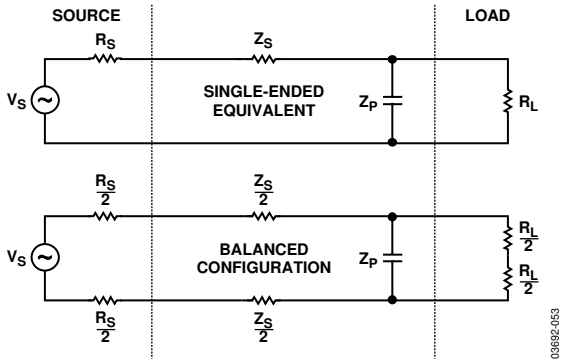 SOURCE
LOAD
RS
ZS
VS
SINGLE-ENDED
EQUIVALENT
ZP
RL
RS
2
ZS
2
VS
BALANCED
CONFIGURATION
ZP
RL
2
RL
2
RS
2
ZS
2
03692-053